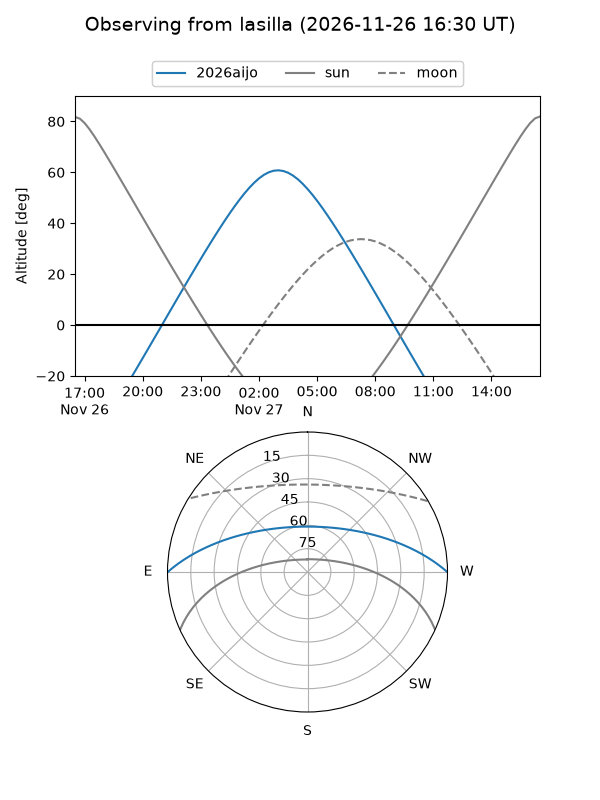 Observing from lasilla (2026-11-26 16:30 UT)
2026aijo sun moon
80
60
40
20
0
−20
Altitude [deg]
17:00 20:00 23:00 02:00 05:00 08:00 11:00 14:00
Nov 26 Nov 27
N
NE NW
15
30
45
60
75
E W
SE SW
S